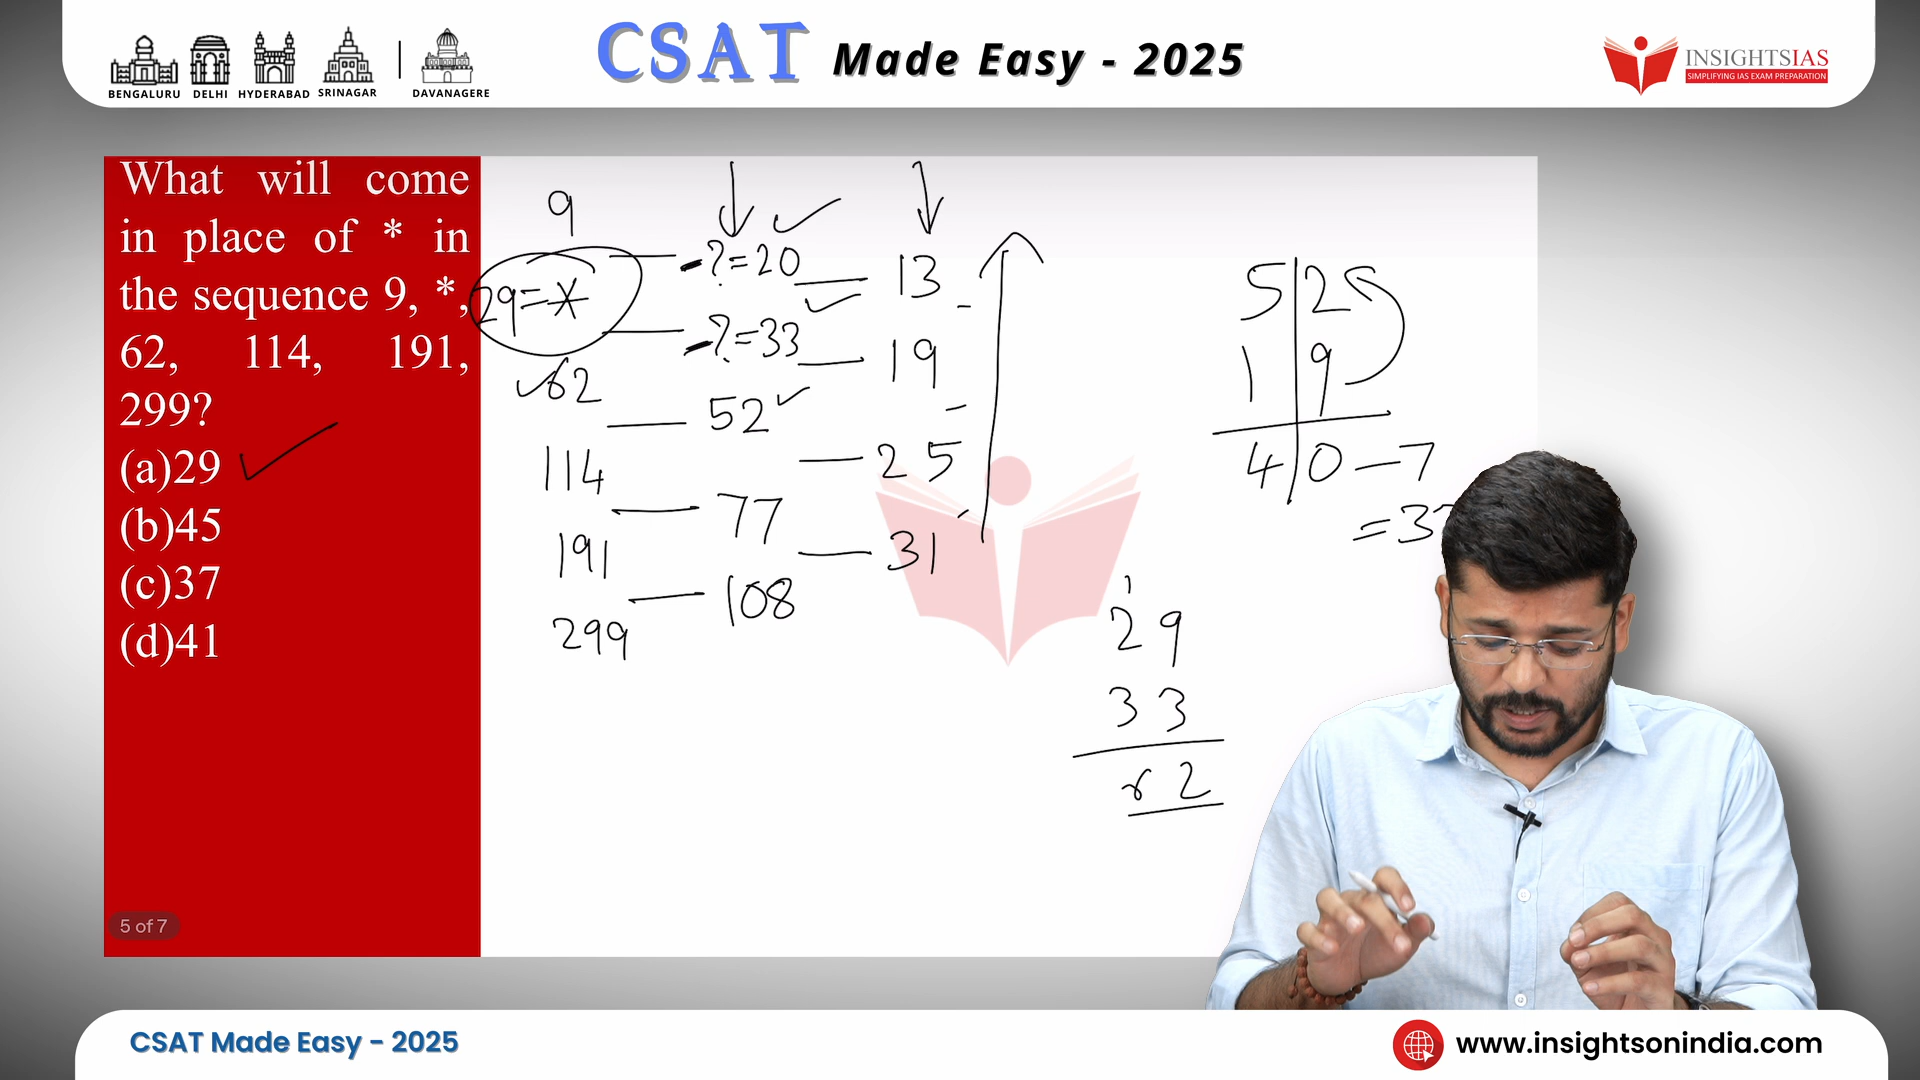 BENGALURU DELHI HYDERABAD SRINAGAR DAVANAGERE
CSAT Made Easy - 2025
INSIGHTSIAS
SIMPLIFYING IAS EXAM PREPARATION
What will come
in place of * in
the sequence 9, *,
62, 114, 191,
299?
(a)29
(b)45
(c)37
(d)41
5 of 7
9
-?=20
13
29=*
-?=33
19
62
52
114
25
77
191
31
108
299
5|25
1|9
4|0-7
=3
1
29
33
62
CSAT Made Easy - 2025
www.insightsonindia.com